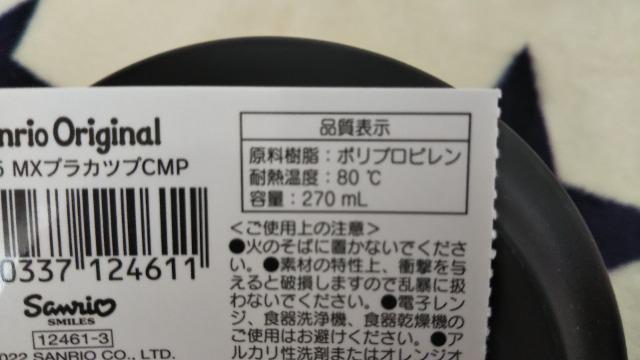 Original
MXプラカップCMP
0337 124611
Sanrio
SMILES
12461-3
SANRIO CO., LTD.
品質表示
原料樹脂：ポリプロピレン
耐熱温度：80 ℃
容量：270 mL
＜ご使用上の注意＞
●火のそばに置かないでくださ
い。●素材の特性上、衝撃を与
えると破損しますので乱暴に扱
わないでください。●電子レン
ジ、食器洗浄機、食器乾燥機の
ご使用はお避けください。●ア
ルカリ性洗剤またはオレンジオ